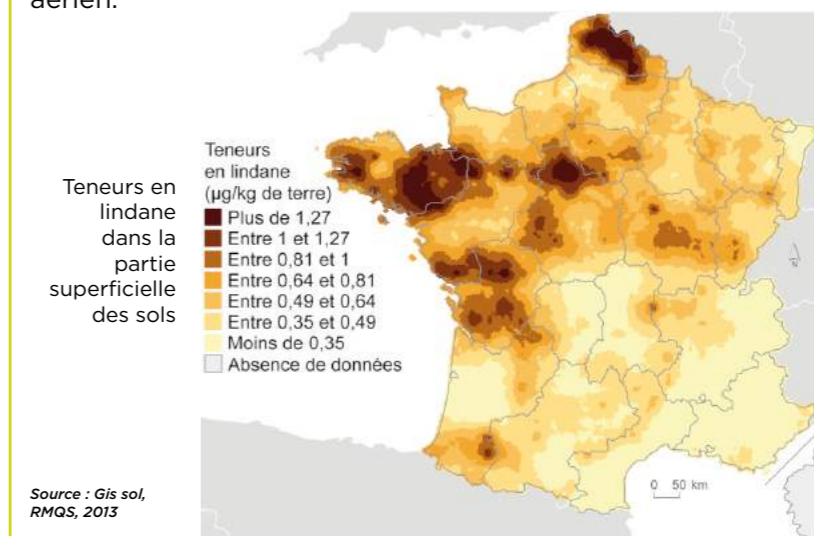 aérien.
Teneurs
en lindane
(µg/kg de terre)
Plus de 1,27
Entre 1 et 1,27
Entre 0,81 et 1
Entre 0,64 et 0,81
Entre 0,49 et 0,64
Entre 0,35 et 0,49
Moins de 0,35
Absence de données
Teneurs en
lindane
dans la
partie
superficielle
des sols
0 50 km
Source : Gis sol,
RMQS, 2013